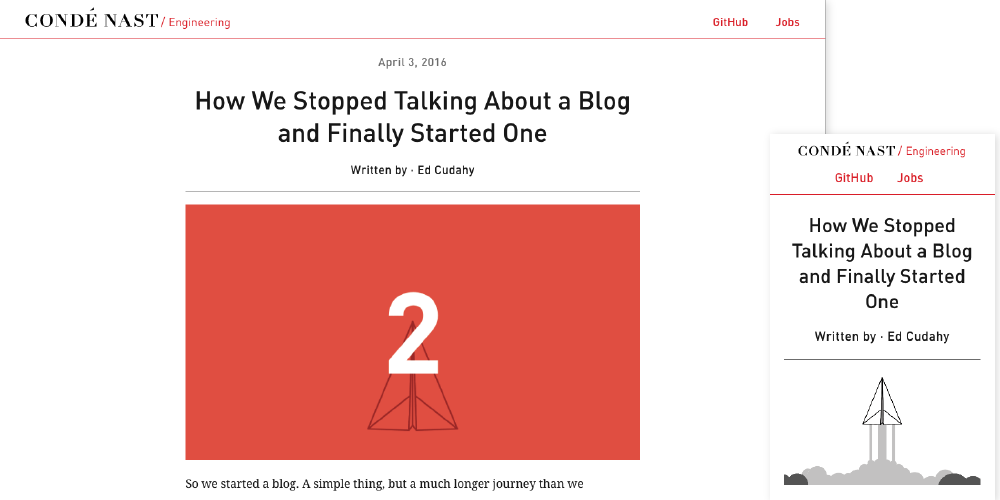 CONDÉ NAST / Engineering
GitHub Jobs
April 3, 2016
How We Stopped Talking About a Blog
and Finally Started One
Written by · Ed Cudahy
2
So we started a blog. A simple thing, but a much longer journey than we
CONDÉ NAST / Engineering
GitHub Jobs
How We Stopped
Talking About a Blog
and Finally Started
One
Written by · Ed Cudahy